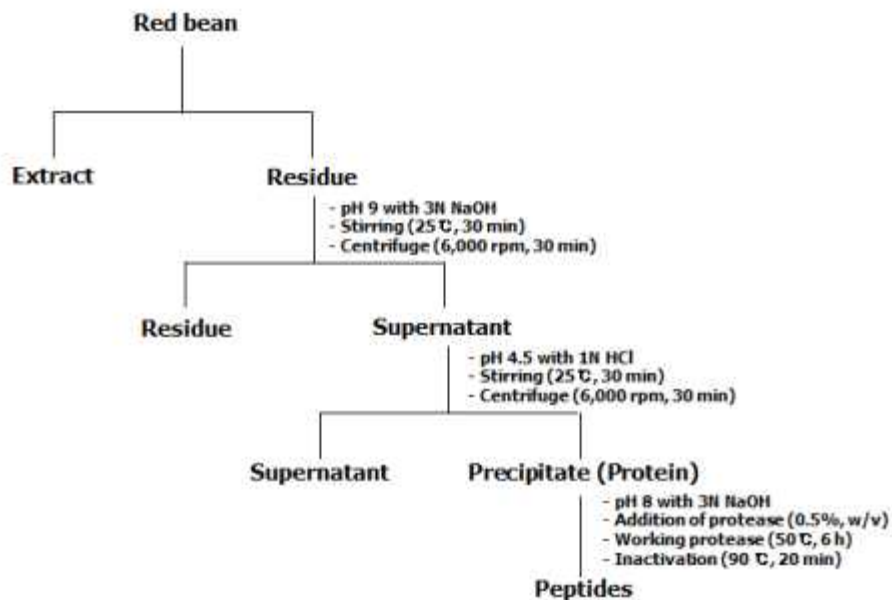 Red bean
Extract
Residue
- pH 9 with 3N NaOH
- Stirring (25℃, 30 min)
- Centrifuge (6,000 rpm, 30 min)
Residue
Supernatant
- pH 4.5 with 1N HCl
- Stirring (25℃, 30 min)
- Centrifuge (6,000 rpm, 30 min)
Supernatant
Precipitate (Protein)
- pH 8 with 3N NaOH
- Addition of protease (0.5%, w/v)
- Working protease (50℃, 6 h)
- Inactivation (90 ℃, 20 min)
Peptides